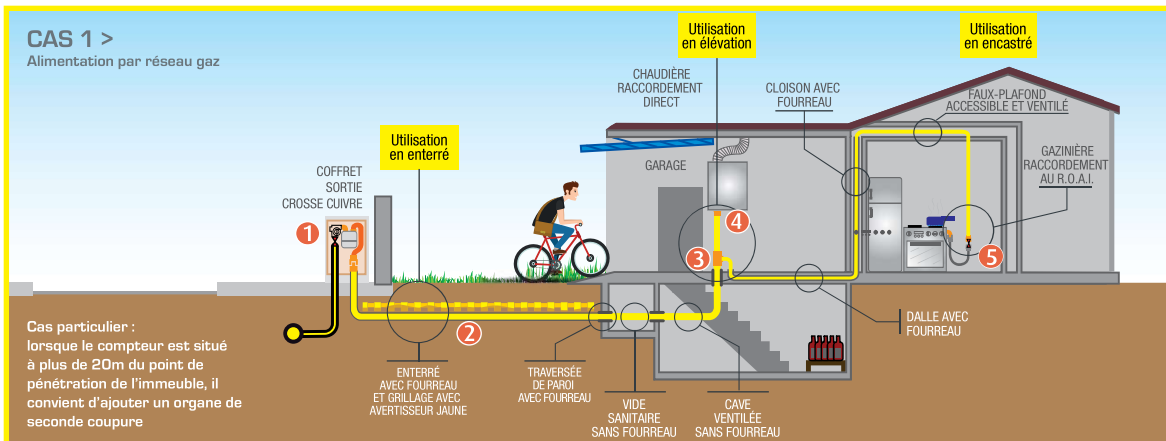 CAS 1 >
Alimentation par réseau gaz
Utilisation
en élévation
Utilisation
en encastré
CHAUDIÈRE
RACCORDEMENT
DIRECT
CLOISON AVEC
FOURREAU
FAUX-PLAFOND
ACCESSIBLE ET VENTILÉ
Utilisation
en enterré
GARAGE
GAZINIÈRE
RACCORDEMENT
AU R.O.A.I.
COFFRET
SORTIE
CROSSE CUIVRE
1
4
3
5
2
Cas particulier :
lorsque le compteur est situé
à plus de 20m du point de
pénétration de l'immeuble, il
convient d'ajouter un organe de
seconde coupure
DALLE AVEC
FOURREAU
ENTERRÉ
AVEC FOURREAU
ET GRILLAGE AVEC
AVERTISSEUR JAUNE
TRAVERSÉE
DE PAROI
AVEC FOURREAU
VIDE
SANITAIRE
SANS FOURREAU
CAVE
VENTILÉE
SANS FOURREAU